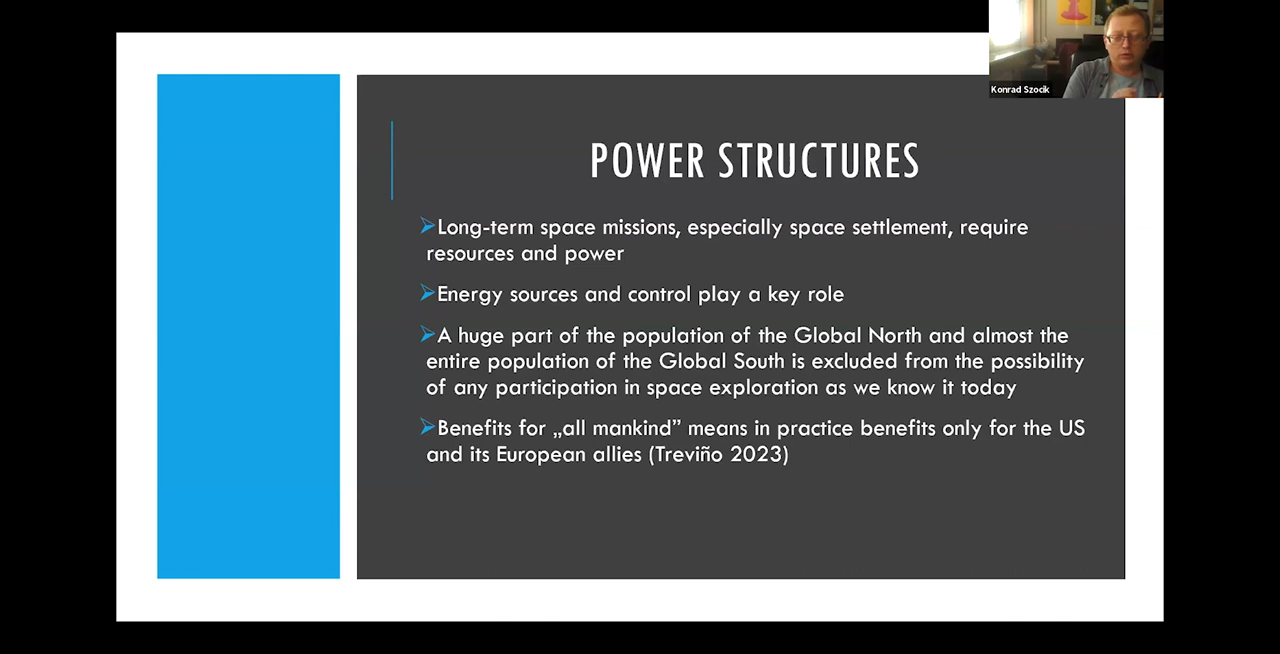 Konrad Szocik
POWER STRUCTURES
➢Long-term space missions, especially space settlement, require
resources and power
➢Energy sources and control play a key role
➢A huge part of the population of the Global North and almost the
entire population of the Global South is excluded from the possibility
of any participation in space exploration as we know it today
➢Benefits for „all mankind” means in practice benefits only for the US
and its European allies (Treviño 2023)